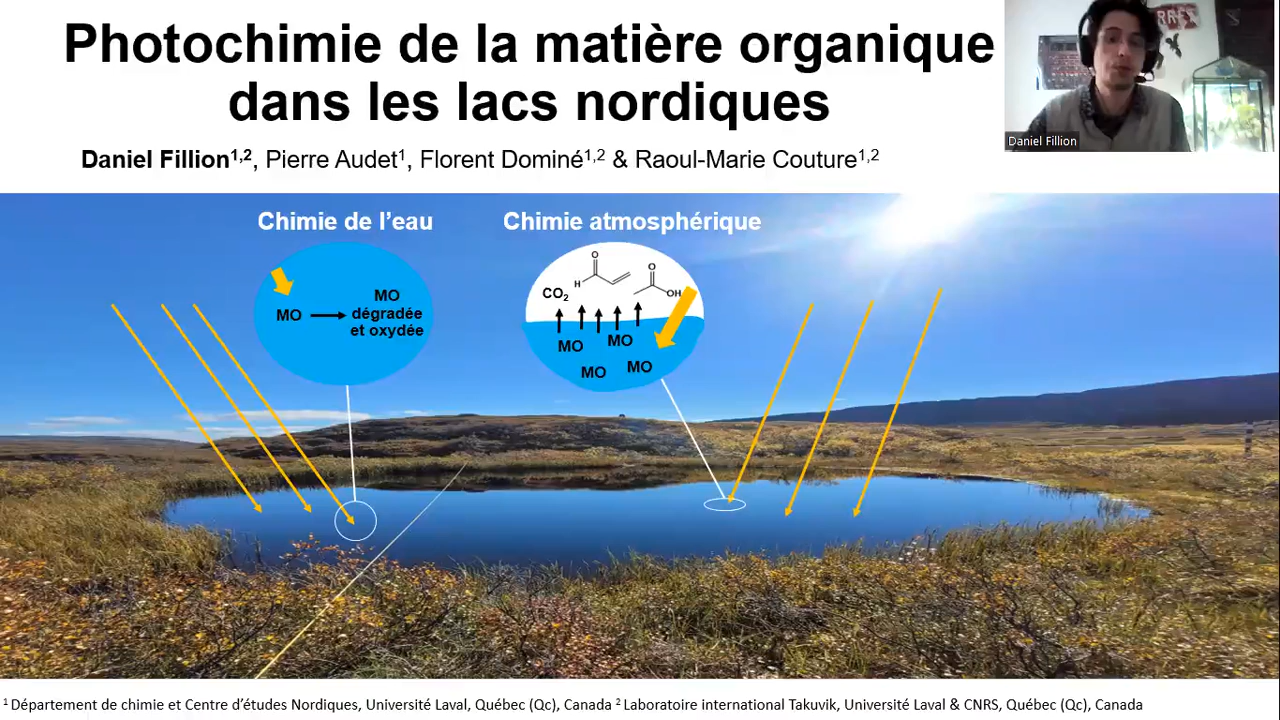 Photochimie de la matière organique
dans les lacs nordiques
Daniel Fillion1,2, Pierre Audet1, Florent Dominé1,2 & Raoul-Marie Couture1,2
Daniel Fillion
Chimie de l'eau
Chimie atmosphérique
MO
MO
dégradée
et oxydée
CO2
O
H
O
OH
MO
MO
MO
MO
1 Département de chimie et Centre d'études Nordiques, Université Laval, Québec (Qc), Canada 2 Laboratoire international Takuvik, Université Laval & CNRS, Québec (Qc), Canada